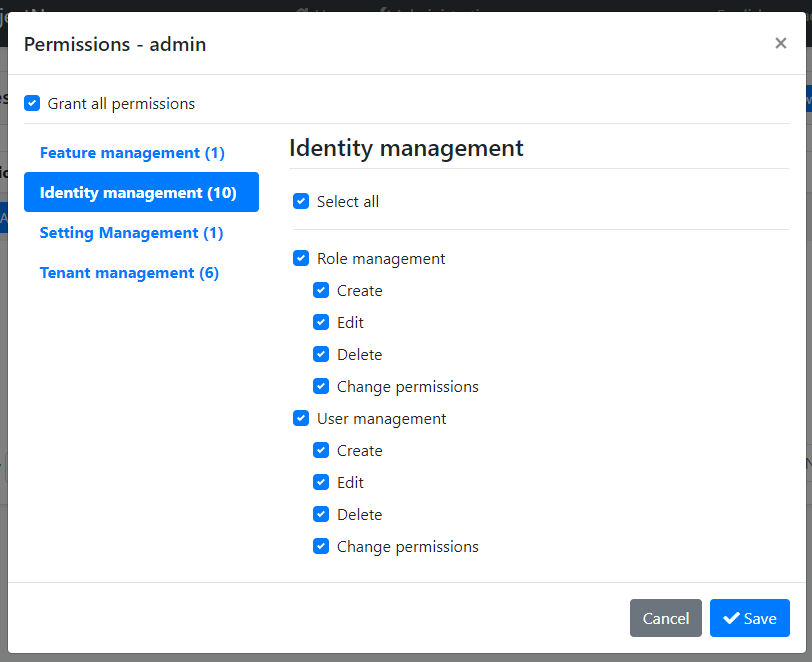 Permissions - admin
×
Grant all permissions
Feature management (1)
Identity management (10)
Setting Management (1)
Tenant management (6)
Identity management
Select all
Role management
Create
Edit
Delete
Change permissions
User management
Create
Edit
Delete
Change permissions
Cancel
Save